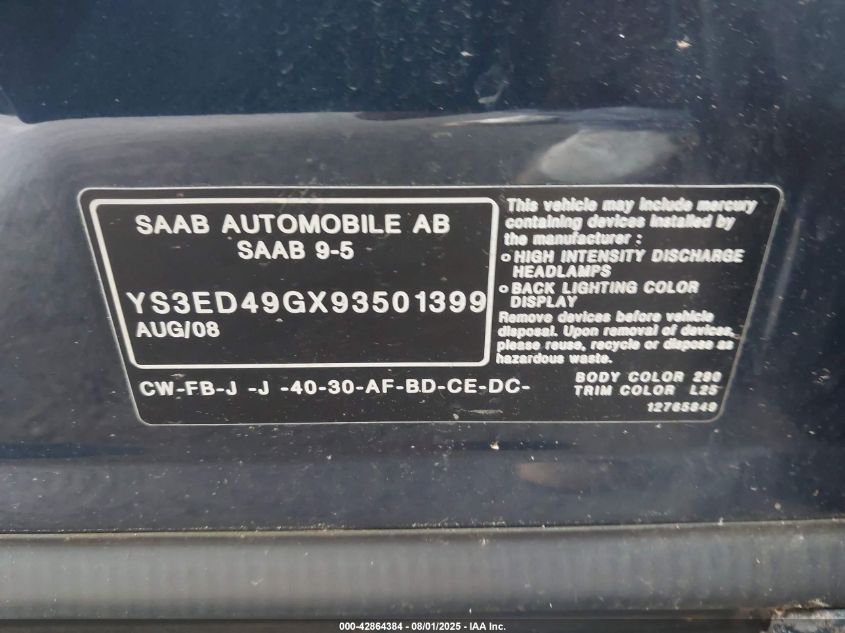 SAAB AUTOMOBILE AB
SAAB 9-5
YS3ED49GX93501399
AUG/08
CW-FB-J -J -40-30-AF-BD-CE-DC-
This vehicle may include mercury
containing devices installed by
the manufacturer :
HIGH INTENSITY DISCHARGE
HEADLAMPS
BACK LIGHTING COLOR
DISPLAY
Remove devices before vehicle
disposal. Upon removal of devices,
please reuse, recycle or dispose as
hazardous waste.
BODY COLOR 290
TRIM COLOR L25
12765849
000-42864384 - 08/01/2025 - IAA Inc.